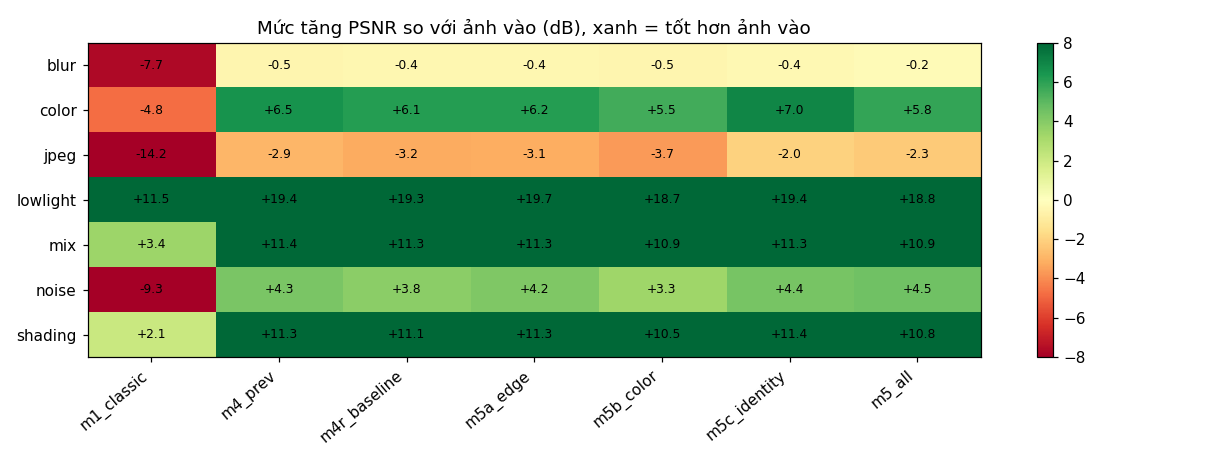 Mức tăng PSNR so với ảnh vào (dB), xanh = tốt hơn ảnh vào
blur -7.7 -0.5 -0.4 -0.4 -0.5 -0.4 -0.2
color -4.8 +6.5 +6.1 +6.2 +5.5 +7.0 +5.8
jpeg -14.2 -2.9 -3.2 -3.1 -3.7 -2.0 -2.3
lowlight +11.5 +19.4 +19.3 +19.7 +18.7 +19.4 +18.8
mix +3.4 +11.4 +11.3 +11.3 +10.9 +11.3 +10.9
noise -9.3 +4.3 +3.8 +4.2 +3.3 +4.4 +4.5
shading +2.1 +11.3 +11.1 +11.3 +10.5 +11.4 +10.8
m1_classic m4_prev m4r_baseline m5a_edge m5b_color m5c_identity m5_all
8
6
4
2
0
−2
−4
−6
−8